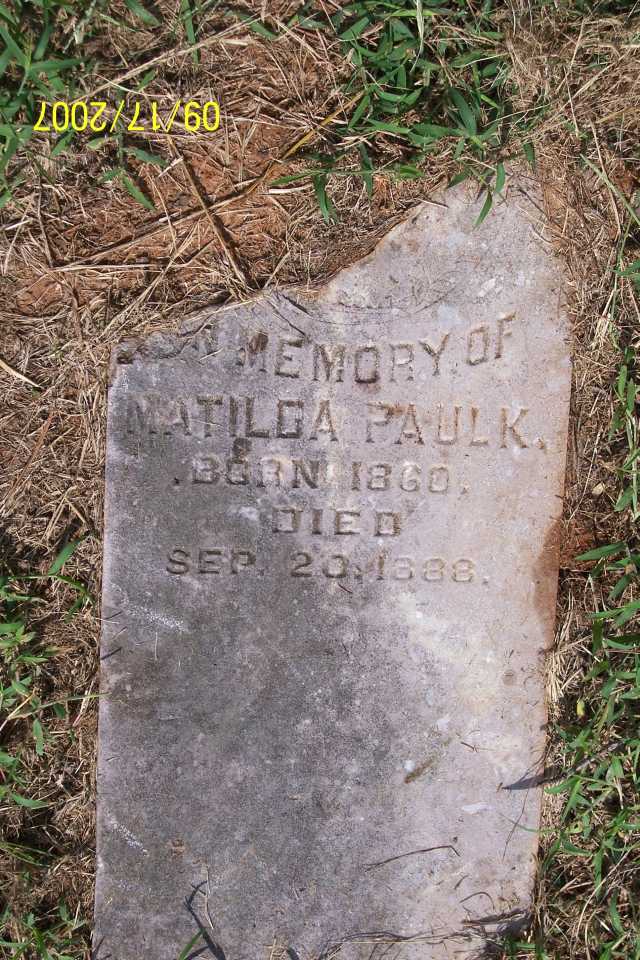 09/17/2007
IN MEMORY OF
MATILDA PAULK.
BORN 1860.
DIED
SEP. 20. 1888.